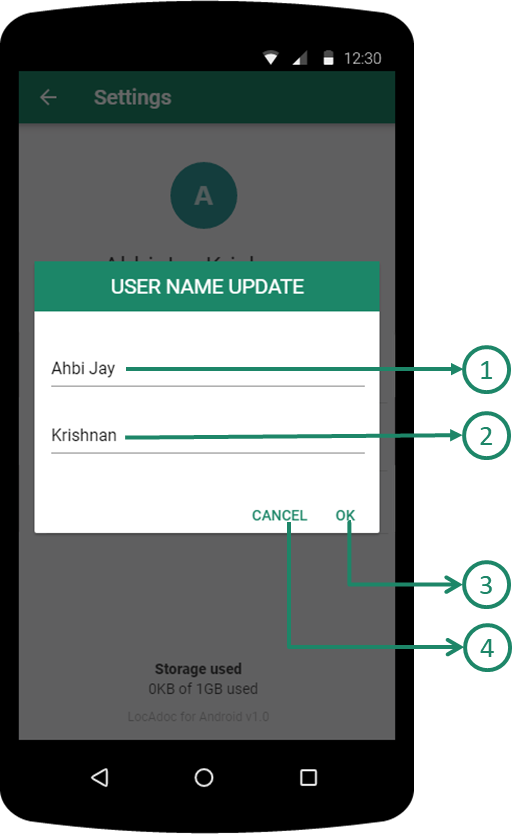 12:30
Settings
A
USER NAME UPDATE
Ahbi Jay
1
Krishnan
2
CANCEL OK
3
4
Storage used
0KB of 1GB used
LocAdoc for Android v1.0